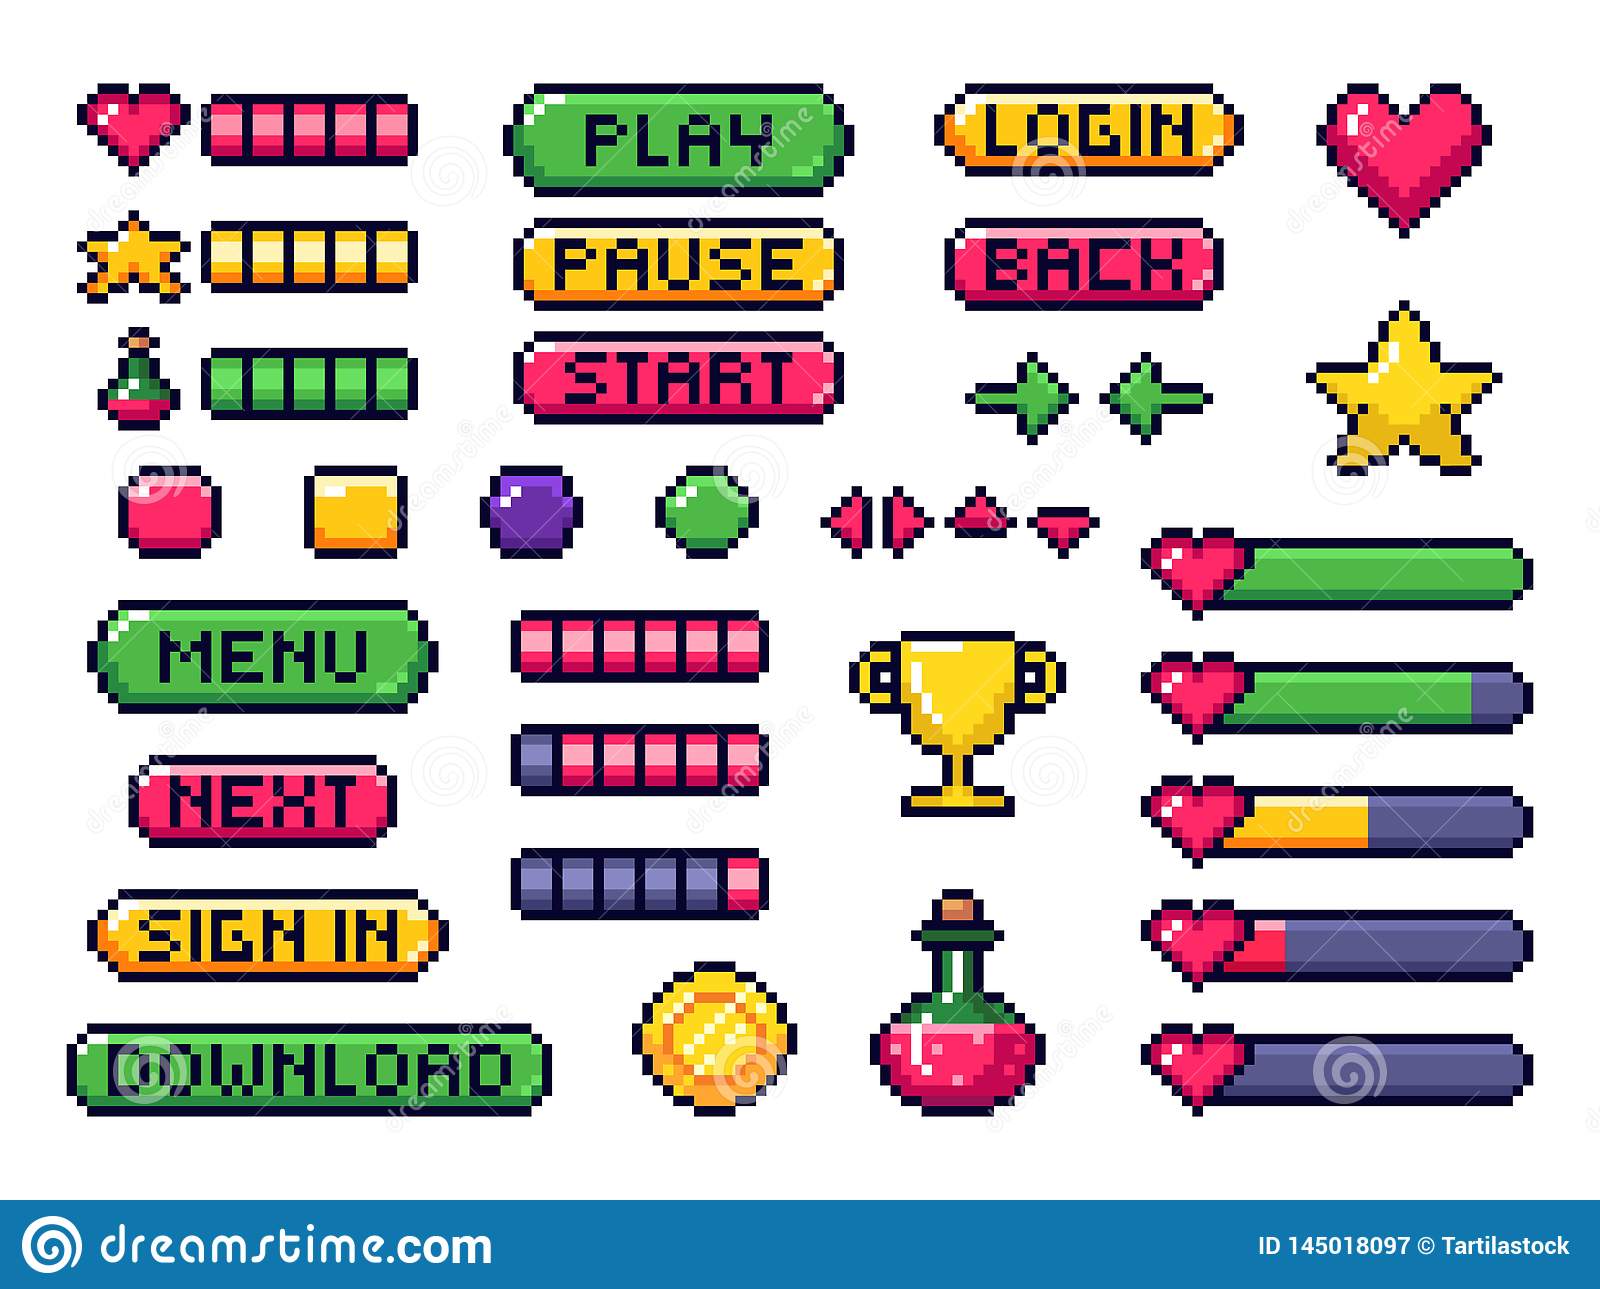 PLAY
LOGIN
PAUSE
BACK
START
MENU
NEXT
SIGN IN
DOWNLOAD
dreamstime.com
ID 145018097 © Tartilastock